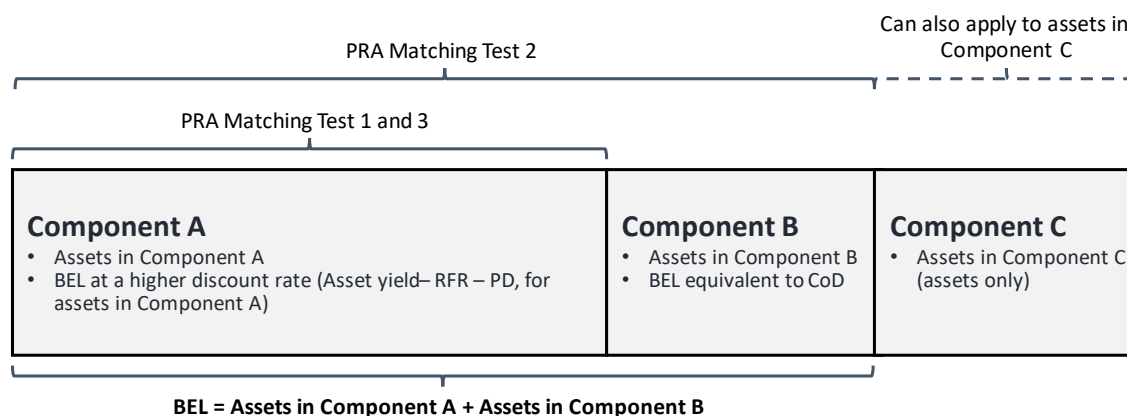 Can also apply to assets in
Component C
PRA Matching Test 2
PRA Matching Test 1 and 3
Component A
• Assets in Component A
• BEL at a higher discount rate (Asset yield– RFR – PD, for
assets in Component A)
Component B
• Assets in Component B
• BEL equivalent to CoD
Component C
• Assets in Component C
(assets only)
BEL = Assets in Component A + Assets in Component B